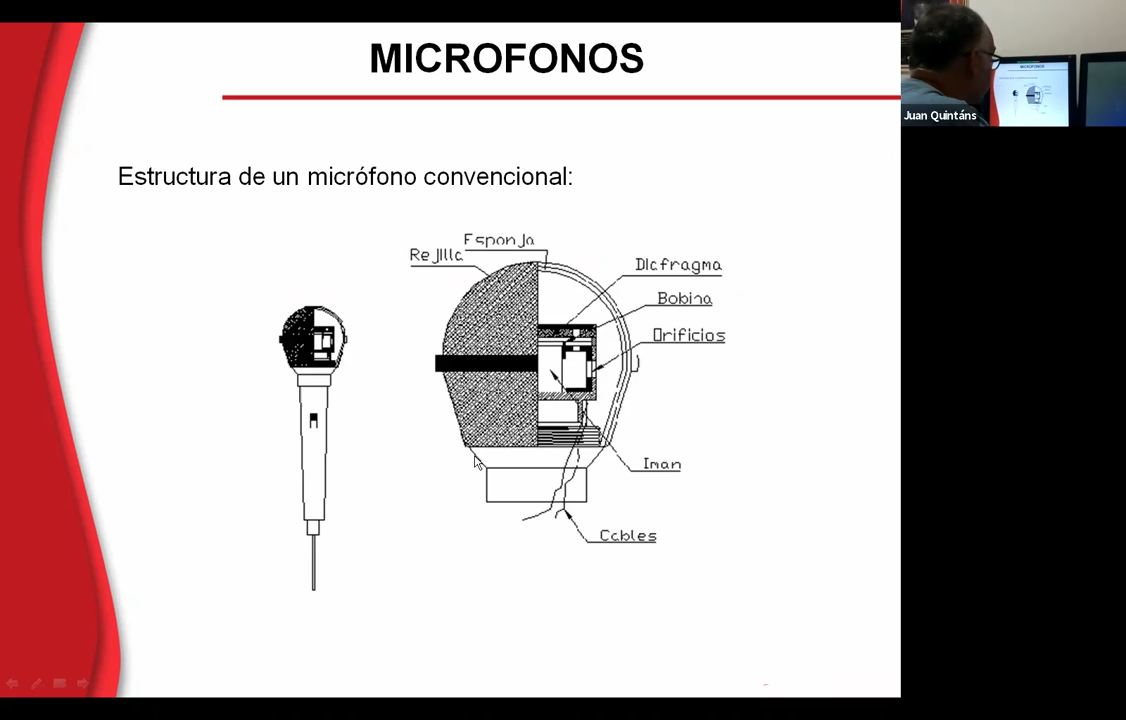 MICROFONOS
Juan Quintáns
Estructura de un micrófono convencional:
Esponja
Rejilla
Diafragma
Bobina
Orificios
Iman
Cables